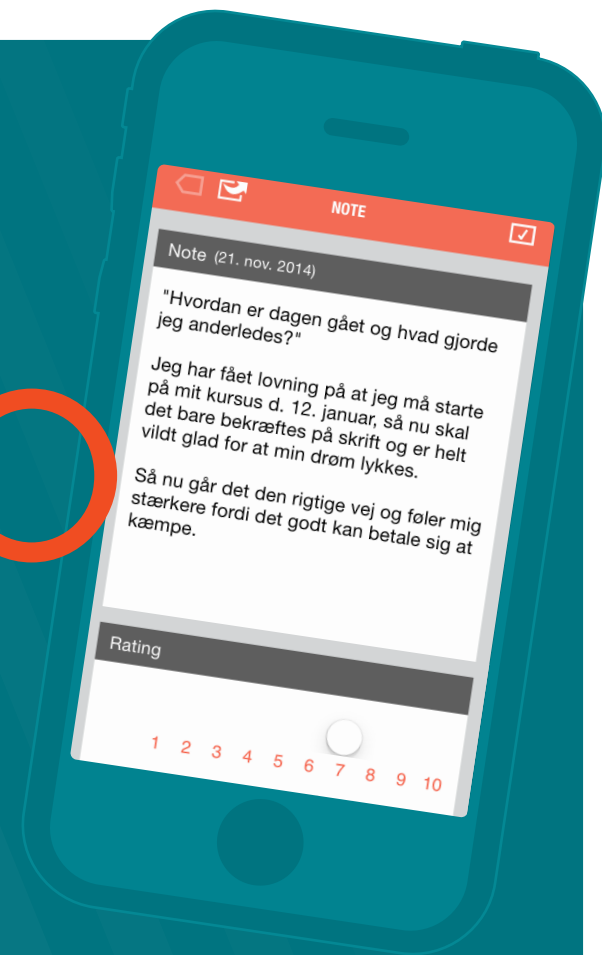 NOTE
Note (21. nov. 2014)
"Hvordan er dagen gået og hvad gjorde
jeg anderledes?"
Jeg har fået lovning på at jeg må starte
på mit kursus d. 12. januar, så nu skal
det bare bekræftes på skrift og er helt
vildt glad for at min drøm lykkes.
Så nu går det den rigtige vej og føler mig
stærkere fordi det godt kan betale sig at
kæmpe.
Rating
1 2 3 4 5 6 7 8 9 10